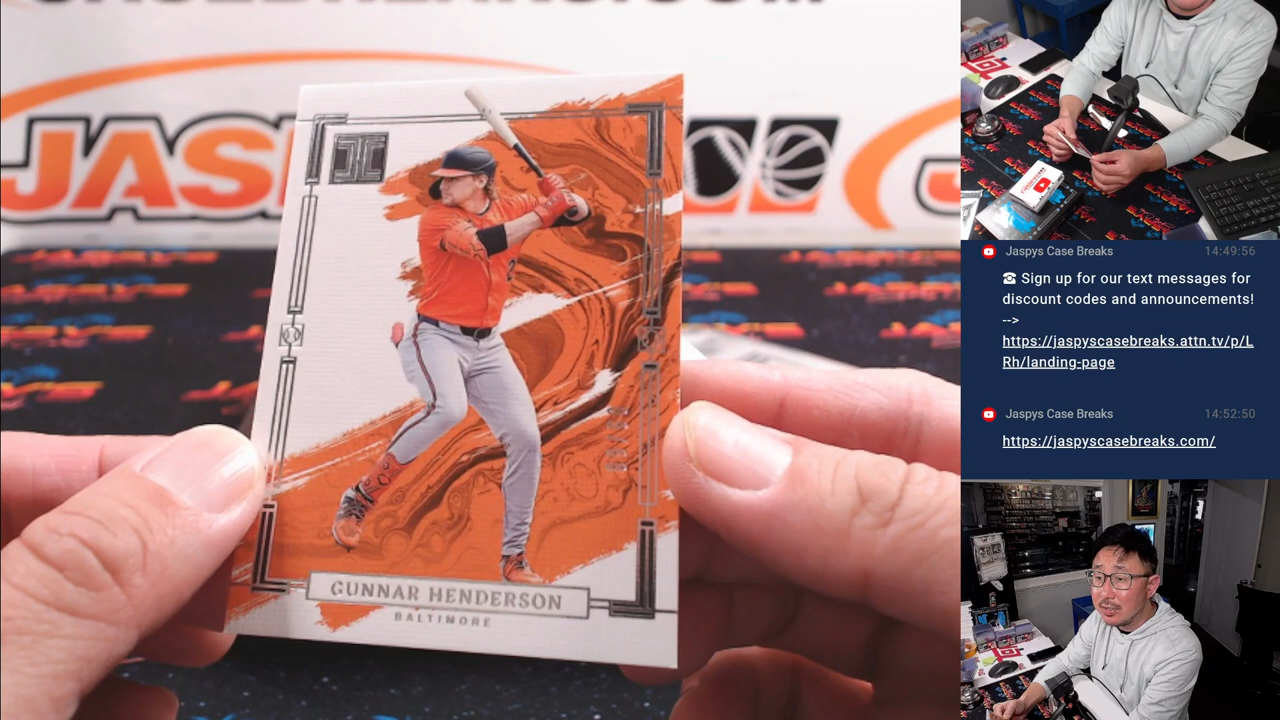 JASP
GUNNAR HENDERSON
BALTIMORE
Jaspys Case Breaks 14:49:56
☎ Sign up for our text messages for
discount codes and announcements!
-->
https://jaspyscasebreaks.attn.tv/p/L
Rh/landing-page
Jaspys Case Breaks 14:52:50
https://jaspyscasebreaks.com/